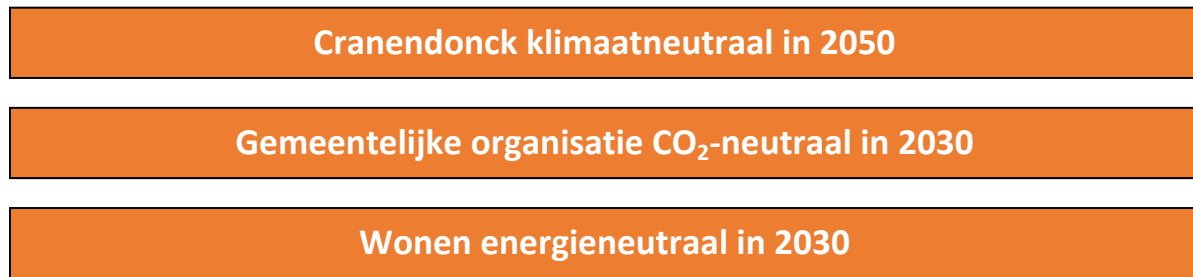 Cranendonck klimaatneutraal in 2050
Gemeentelijke organisatie CO₂-neutraal in 2030
Wonen energieneutraal in 2030